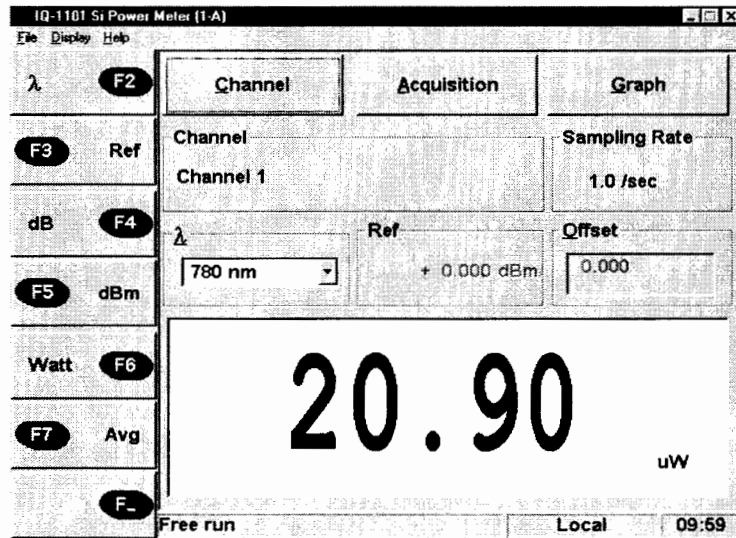 IQ-1101 Si Power Meter (1-A)
File Display Help
λ F2
F3 Ref
dB F4
F5 dBm
Watt F6
F7 Avg
F_
Channel Acquisition Graph
Channel
Channel 1
Sampling Rate
1.0 /sec
λ
780 nm
Ref
+ 0.000 dBm
Offset
0.000
20.90
uW
Free run Local 09:59